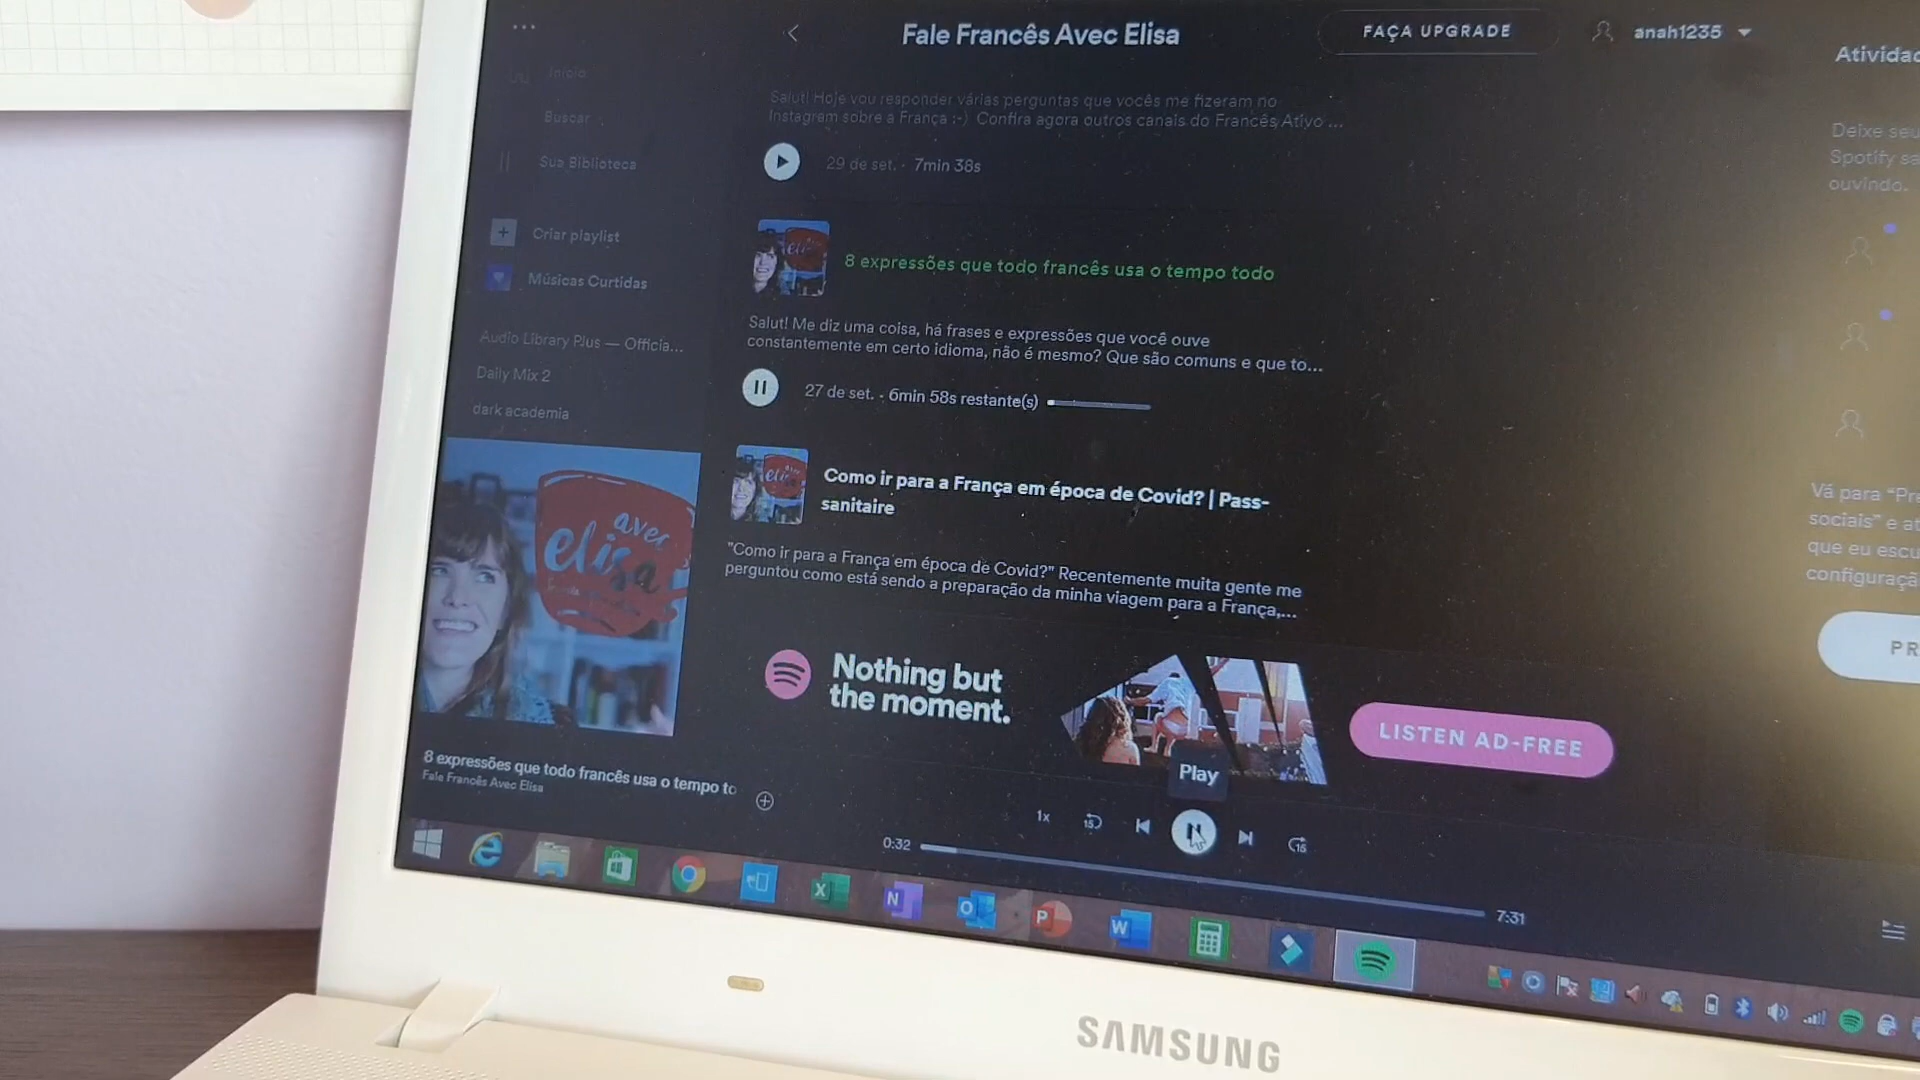 Fale Francês Avec Elisa
FAÇA UPGRADE
anah1235
Início
Buscar
Sua Biblioteca
Criar playlist
Músicas Curtidas
Audio Library Plus — Officia...
Daily Mix 2
dark academia
Salut! Hoje vou responder várias perguntas que vocês me fizeram no
Instagram sobre a França :-) Confira agora outros canais do Francês Ativo ...
29 de set. · 7min 38s
8 expressões que todo francês usa o tempo todo
Salut! Me diz uma coisa, há frases e expressões que você ouve
constantemente em certo idioma, não é mesmo? Que são comuns e que to...
27 de set. · 6min 58s restante(s)
Como ir para a França em época de Covid? | Pass-
sanitaire
"Como ir para a França em época de Covid?" Recentemente muita gente me
perguntou como está sendo a preparação da minha viagem para a França,...
avec
elisa
Nothing but
the moment.
LISTEN AD-FREE
8 expressões que todo francês usa o tempo to
Fale Francês Avec Elisa
Play
1x
15
15
0:32
7:31
Atividad
Deixe seu
Spotify sa
ouvindo.
Vá para "Pre
sociais" e at
que eu escu
configuraçã
PR
SAMSUNG